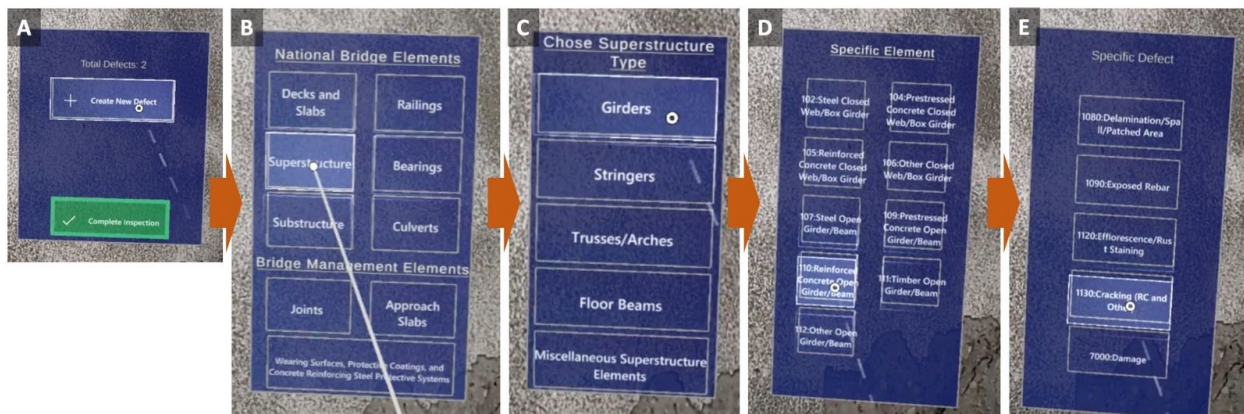 A
Total Defects: 2
Create New Defect
Complete Inspection
B
National Bridge Elements
Decks and
Slabs
Railings
Superstructure
Bearings
Substructure
Culverts
Bridge Management Elements
Joints
Approach
Slabs
Wearing Surfaces, Protective Coatings, and
Concrete Reinforcing Steel Protective Systems
C
Chose Superstructure
Type
Girders
Stringers
Trusses/Arches
Floor Beams
Miscellaneous Superstructure
Elements
D
Specific Element
102:Steel Closed
Web/Box Girder
104:Prestressed
Concrete Closed
Web/Box Girder
105:Reinforced
Concrete Closed
Web/Box Girder
106:Other Closed
Web/Box Girder
107:Steel Open
Girder/Beam
109:Prestressed
Concrete Open
Girder/Beam
110:Reinforced
Concrete Open
Girder/Beam
111:Timber Open
Girder/Beam
112:Other Open
Girder/Beam
E
Specific Defect
1080:Delamination/Spa
ll/Patched Area
1090:Exposed Rebar
1120:Efflorescence/Rus
t Staining
1130:Cracking (RC and
7000:Damage